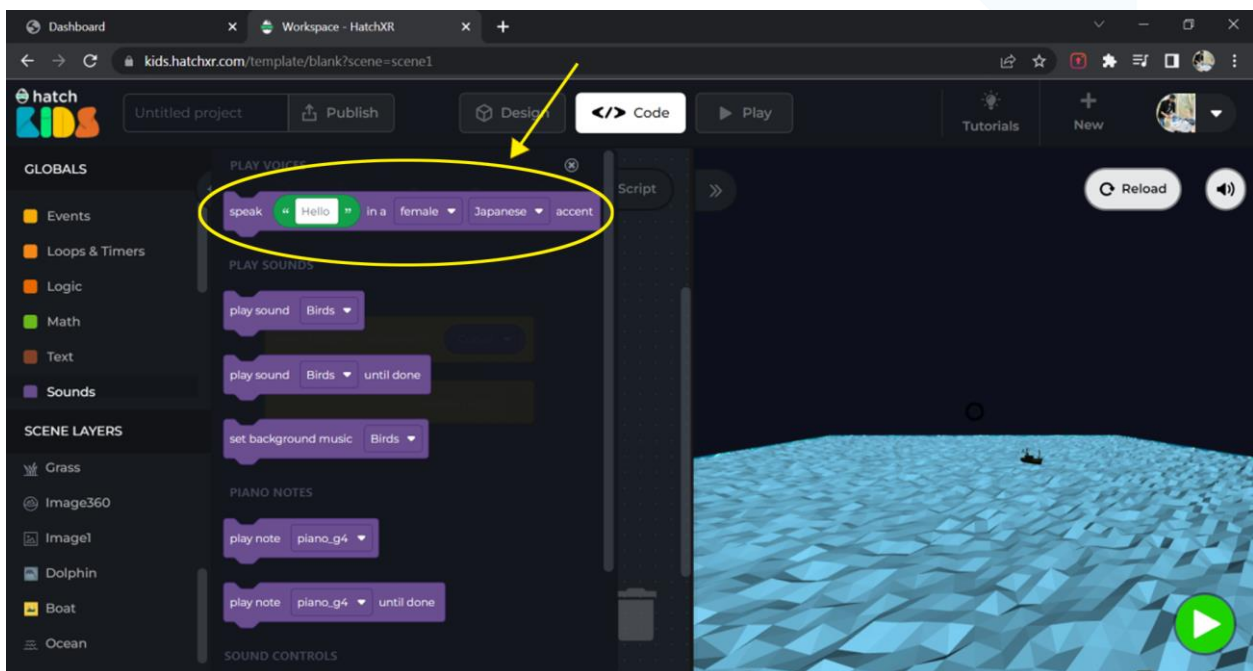 Dashboard
Workspace - HatchXR
kids.hatchxr.com/template/blank?scene=scene1
hatch
KIDS
Untitled project
Publish
Design
</> Code
Play
Tutorials
New
GLOBALS
Events
Loops & Timers
Logic
Math
Text
Sounds
SCENE LAYERS
Grass
Image360
Image1
Dolphin
Boat
Ocean
PLAY VOICES
speak “ Hello ” in a female Japanese accent
PLAY SOUNDS
play sound Birds
play sound Birds until done
set background music Birds
PIANO NOTES
play note piano_g4
play note piano_g4 until done
SOUND CONTROLS
Script
Reload